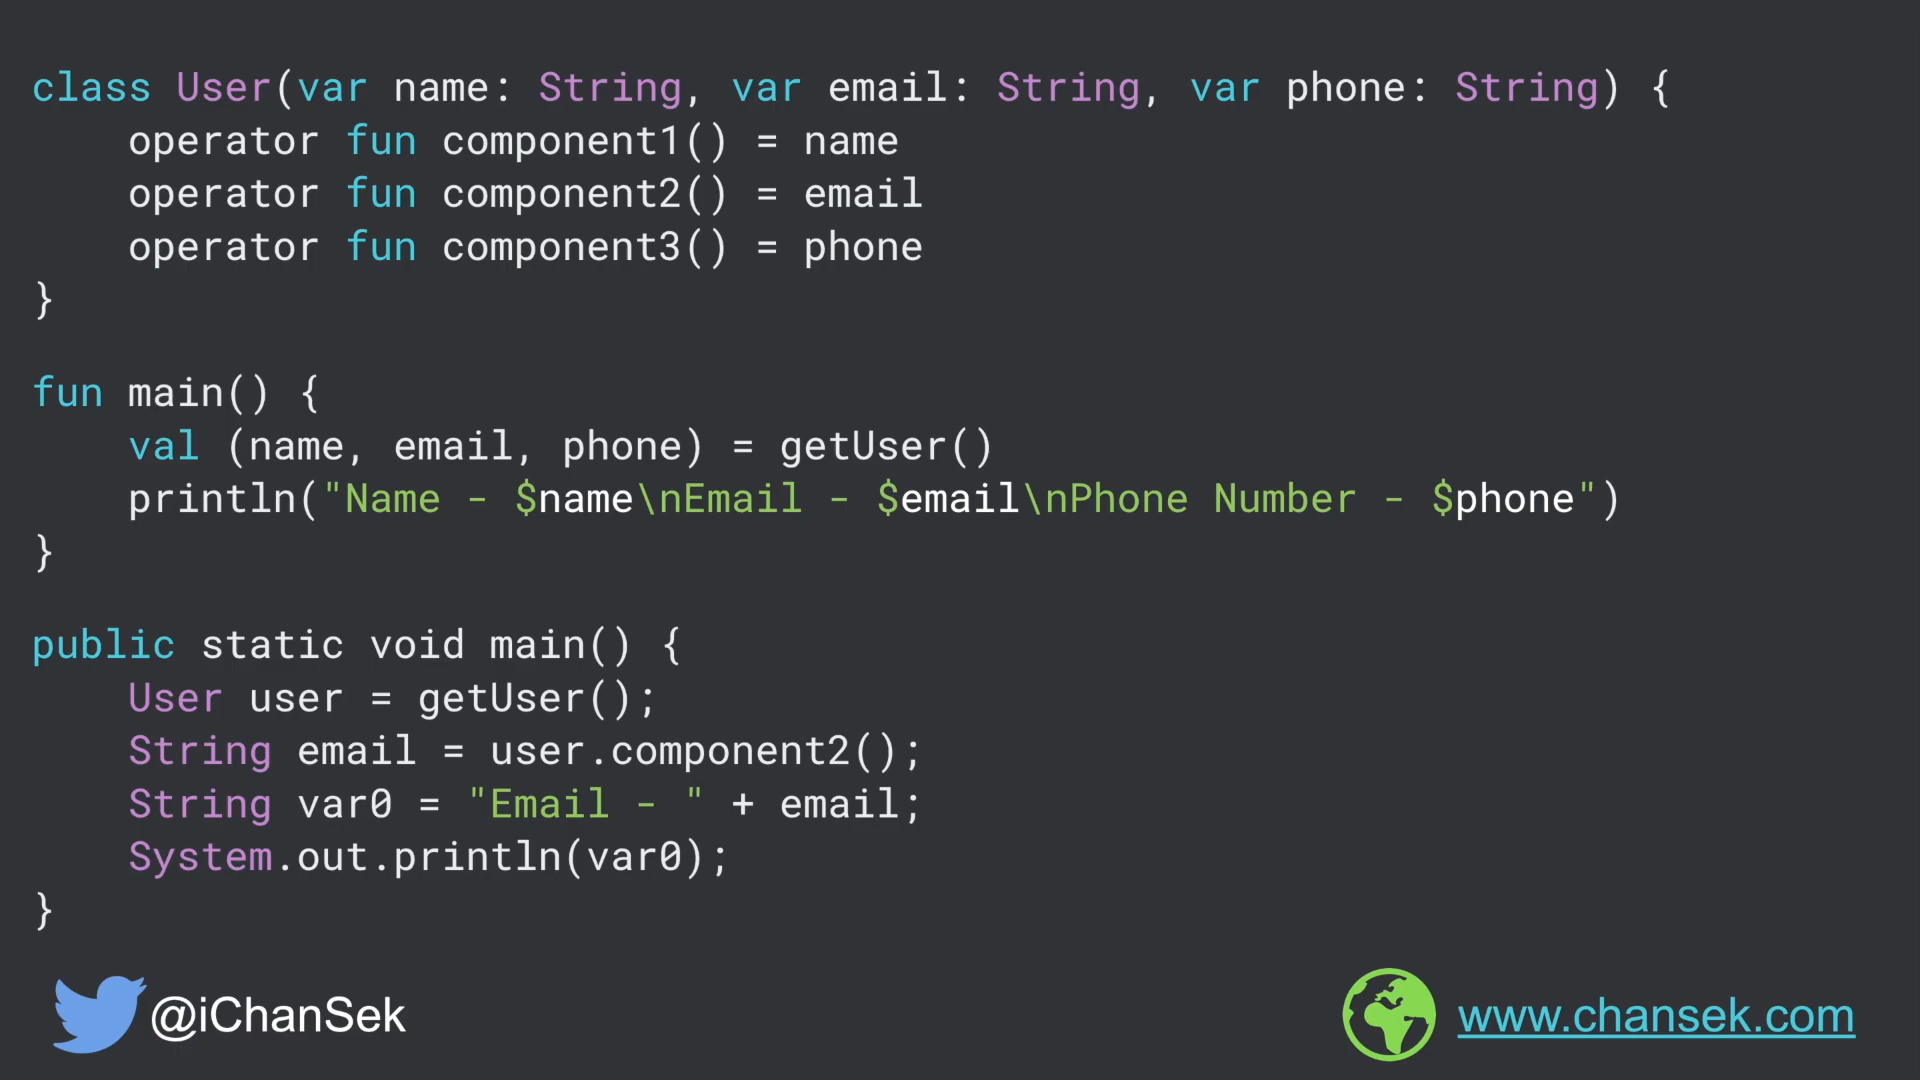 class User(var name: String, var email: String, var phone: String) {
    operator fun component1() = name
    operator fun component2() = email
    operator fun component3() = phone
}

fun main() {
    val (name, email, phone) = getUser()
    println("Name - $name\nEmail - $email\nPhone Number - $phone")
}

public static void main() {
    User user = getUser();
    String email = user.component2();
    String var0 = "Email - " + email;
    System.out.println(var0);
}
@iChanSek
www.chansek.com